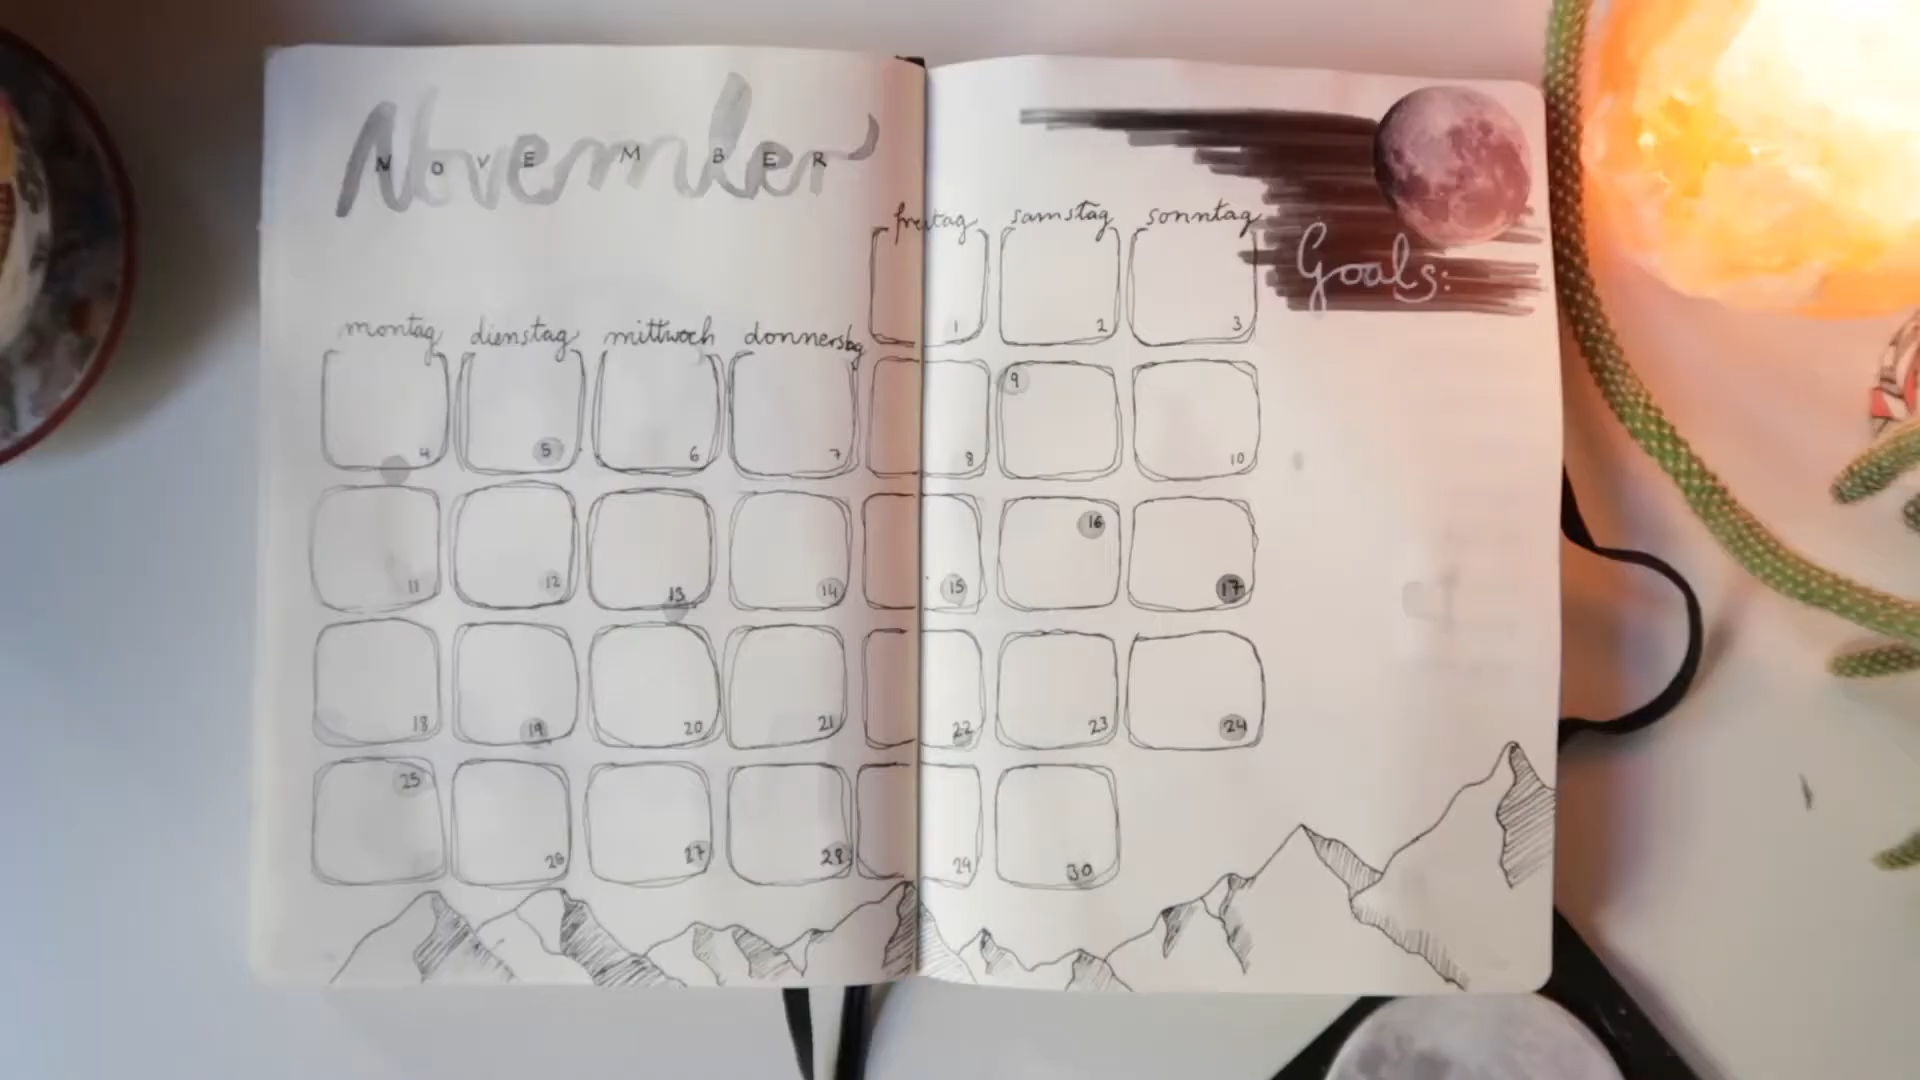 November
NOVEMBER
freitag samstag sonntag
Goals:
1 2 3
montag dienstag mittwoch donnerstag
4 5 6 7 8 9 10
11 12 13 14 15 16 17
18 19 20 21 22 23 24
25 26 27 28 29 30